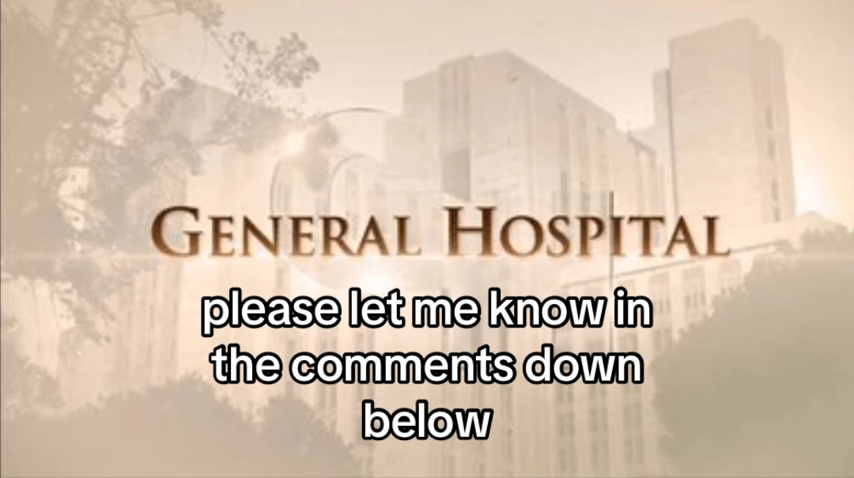 GENERAL HOSPITAL
please let me know in
the comments down
below